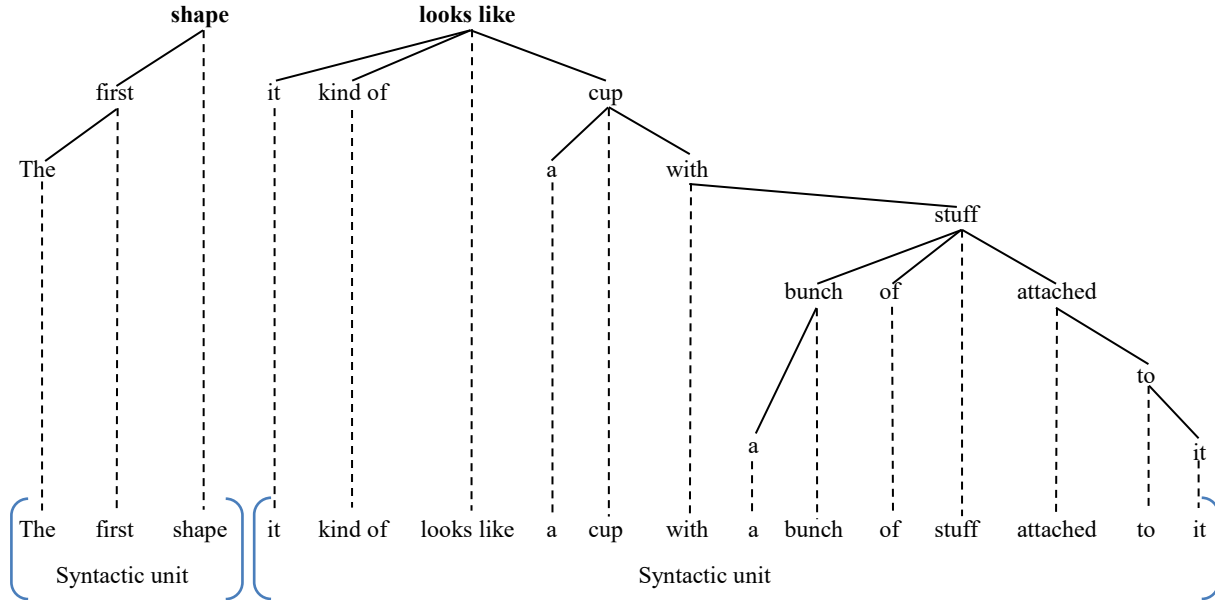 shape looks like
first it kind of cup
The a with
stuff
bunch of attached
to
a
it
The first shape it kind of looks like a cup with a bunch of stuff attached to it
Syntactic unit Syntactic unit